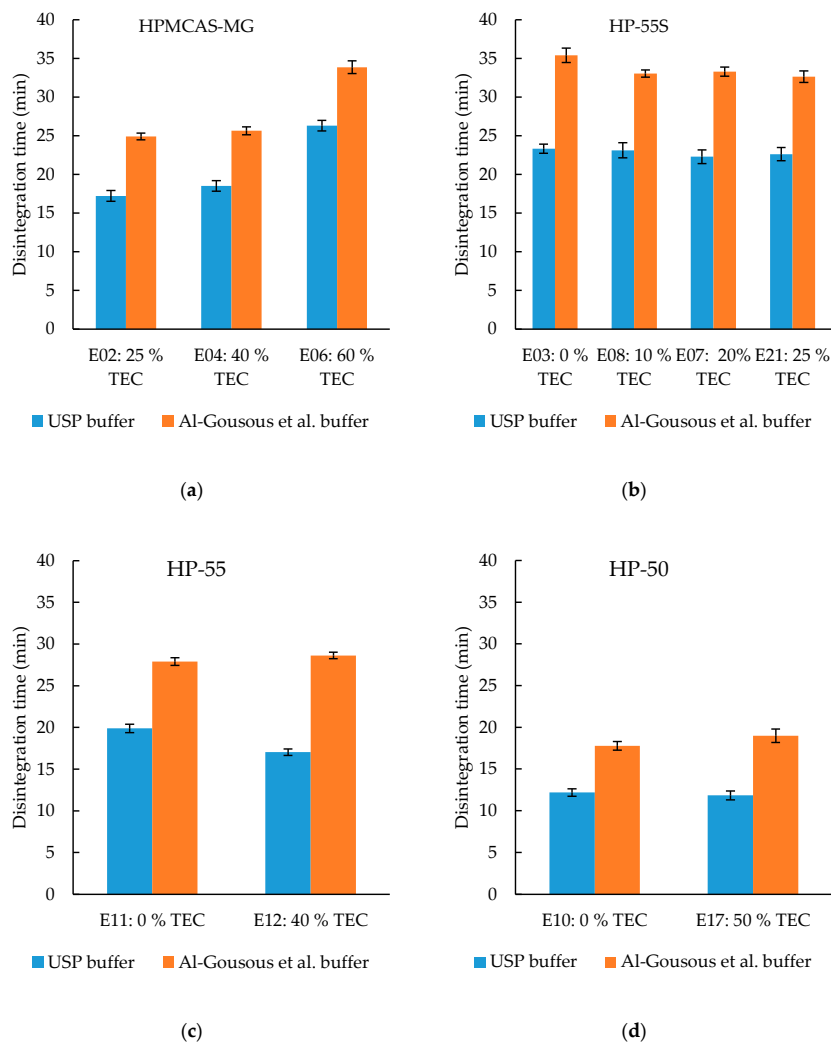 HPMCAS-MG
Disintegration time (min)
40
35
30
25
20
15
10
5
0
E02: 25 % E04: 40 % E06: 60 %
TEC TEC TEC
USP buffer Al-Gousous et al. buffer
(a)
HP-55S
Disintegration time (min)
40
35
30
25
20
15
10
5
0
E03: 0 % E08: 10 % E07: 20% E21: 25 %
TEC TEC TEC TEC
USP buffer Al-Gousous et al. buffer
(b)
HP-55
Disintegration time (min)
40
35
30
25
20
15
10
5
0
E11: 0 % TEC E12: 40 % TEC
USP buffer Al-Gousous et al. buffer
(c)
HP-50
Disintegration time (min)
40
35
30
25
20
15
10
5
0
E10: 0 % TEC E17: 50 % TEC
USP buffer Al-Gousous et al. buffer
(d)